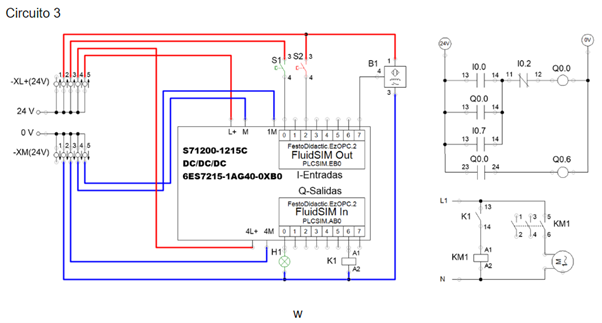 Circuito 3
-XL+(24V)
1 2 3 4 5
24 V
0 V
-XM(24V)
1 2 3 4 5
S1
3
4
S2
3
4
B1
1
4
3
L+ M 1M
S71200-1215C
DC/DC/DC
6ES7215-1AG40-0XB0
FestoDidactic.EzOPC.2
FluidSIM Out
PLCSIM.EB0
0 1 2 3 4 5 6 7
I-Entradas
Q-Salidas
FestoDidactic.EzOPC.2
FluidSIM In
PLCSIM.AB0
4L+ 4M
0 1 2 3 4 5 6 7
H1
K1
A1
A2
24V
0V
I0.0 I0.2 Q0.0
13 14 11 12
Q0.0
13 14
I0.7
13 14
Q0.0 Q0.6
23 24
L1
K1
13
14
1 3 5
2 4 6
KM1
KM1
A1
A2
M
1~
N
W